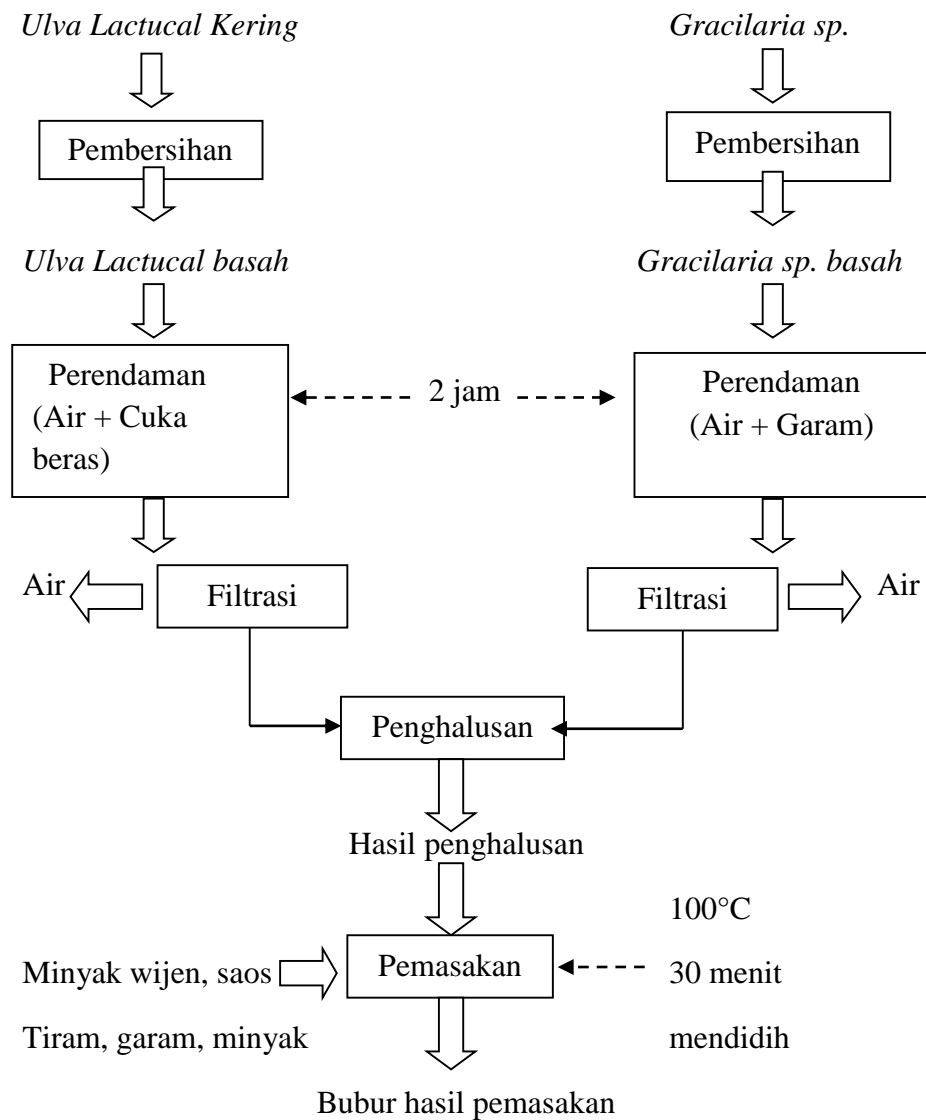 Ulva Lactucal Kering
Gracilaria sp.
Pembersihan
Pembersihan
Ulva Lactucal basah
Gracilaria sp. basah
Perendaman
(Air + Cuka
beras)
2 jam
Perendaman
(Air + Garam)
Air
Filtrasi
Filtrasi
Air
Penghalusan
Hasil penghalusan
Minyak wijen, saos
Tiram, garam, minyak
Pemasakan
100°C
30 menit
mendidih
Bubur hasil pemasakan